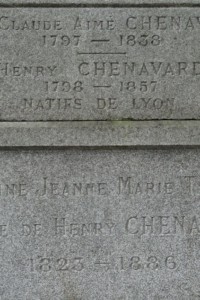 CLAUDE AIMÉ CHENAV
1797 — 1838
HENRY CHENAVARD
1798 — 1857
NATIFS DE LYON
INE JEANNE MARIE T
E DE HENRY CHENA
1823 — 1886